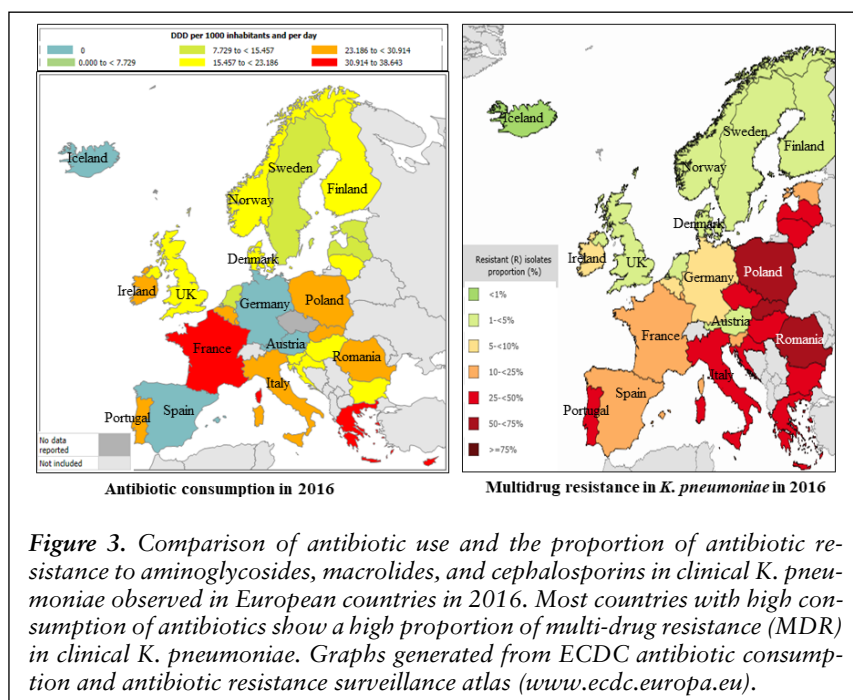 DDD per 1000 inhabitants and per day
0 7.729 to < 15.457 23.186 to < 30.914
0.000 to < 7.729 15.457 to < 23.186 30.914 to < 38.643
Iceland
Sweden
Finland
Norway
Denmark
Ireland
UK
Germany
Poland
France
Austria
Romania
Italy
Portugal
Spain
No data
reported
Not included
Antibiotic consumption in 2016
Iceland
Sweden
Finland
Norway
Denmark
Ireland
UK
Germany
Poland
France
Austria
Romania
Italy
Portugal
Spain
Resistant (R) isolates
proportion (%)
<1%
1-<5%
5-<10%
10-<25%
25-<50%
50-<75%
>=75%
Multidrug resistance in K. pneumoniae in 2016
Figure 3. Comparison of antibiotic use and the proportion of antibiotic re-
sistance to aminoglycosides, macrolides, and cephalosporins in clinical K. pneu-
moniae observed in European countries in 2016. Most countries with high con-
sumption of antibiotics show a high proportion of multi-drug resistance (MDR)
in clinical K. pneumoniae. Graphs generated from ECDC antibiotic consump-
tion and antibiotic resistance surveillance atlas (www.ecdc.europa.eu).